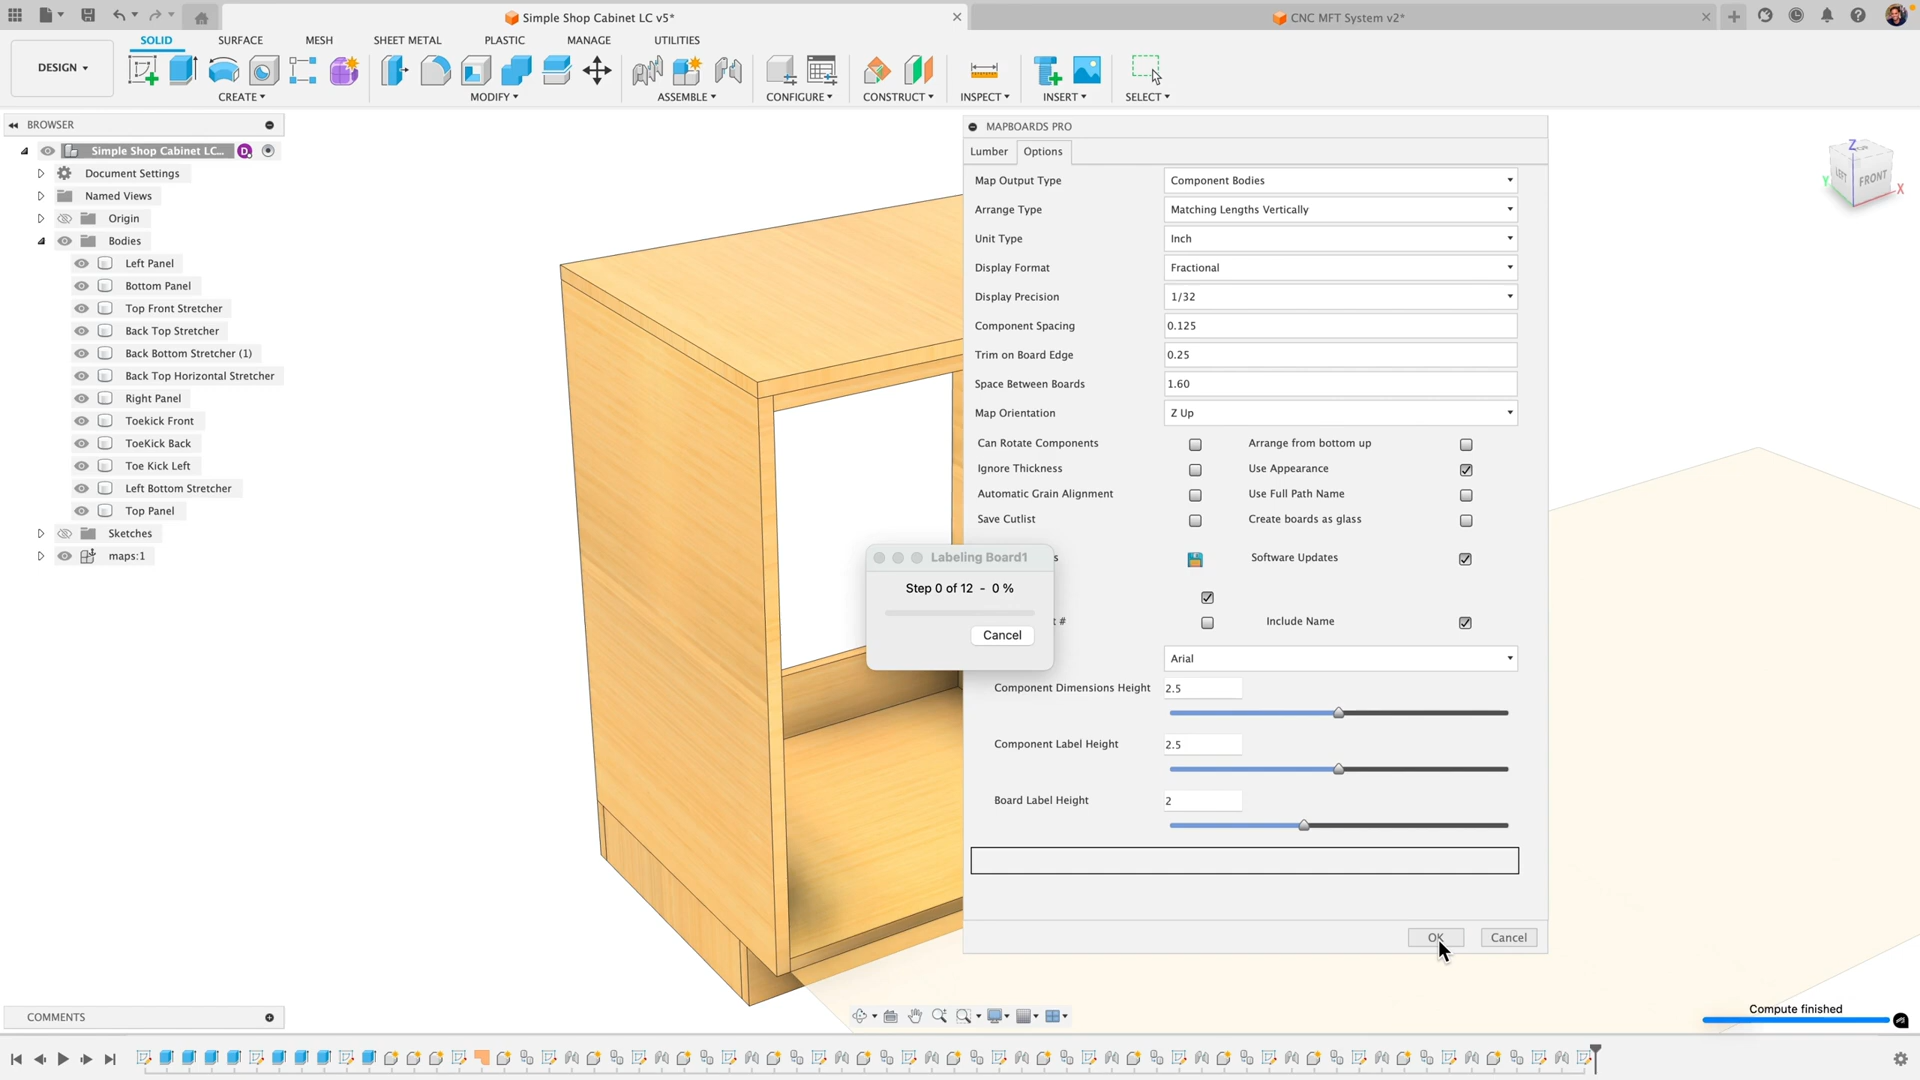 Simple Shop Cabinet LC v5*
CNC MFT System v2*
DESIGN
SOLID
SURFACE
MESH
SHEET METAL
PLASTIC
MANAGE
UTILITIES
CREATE
MODIFY
ASSEMBLE
CONFIGURE
CONSTRUCT
INSPECT
INSERT
SELECT
BROWSER
Simple Shop Cabinet LC...
D
Document Settings
Named Views
Origin
Bodies
Left Panel
Bottom Panel
Top Front Stretcher
Back Top Stretcher
Back Bottom Stretcher (1)
Back Top Horizontal Stretcher
Right Panel
Toekick Front
ToeKick Back
Toe Kick Left
Left Bottom Stretcher
Top Panel
Sketches
maps:1
MAPBOARDS PRO
Lumber
Options
Map Output Type
Component Bodies
Arrange Type
Matching Lengths Vertically
Unit Type
Inch
Display Format
Fractional
Display Precision
1/32
Component Spacing
0.125
Trim on Board Edge
0.25
Space Between Boards
1.60
Map Orientation
Z Up
Can Rotate Components
Arrange from bottom up
Ignore Thickness
Use Appearance
Automatic Grain Alignment
Use Full Path Name
Save Cutlist
Create boards as glass
s
Software Updates
t #
Include Name
Arial
Component Dimensions Height
2.5
Component Label Height
2.5
Board Label Height
2
OK
Cancel
Labeling Board1
Step 0 of 12 - 0 %
Cancel
Z
TOP
LEFT
FRONT
Y
X
COMMENTS
Compute finished